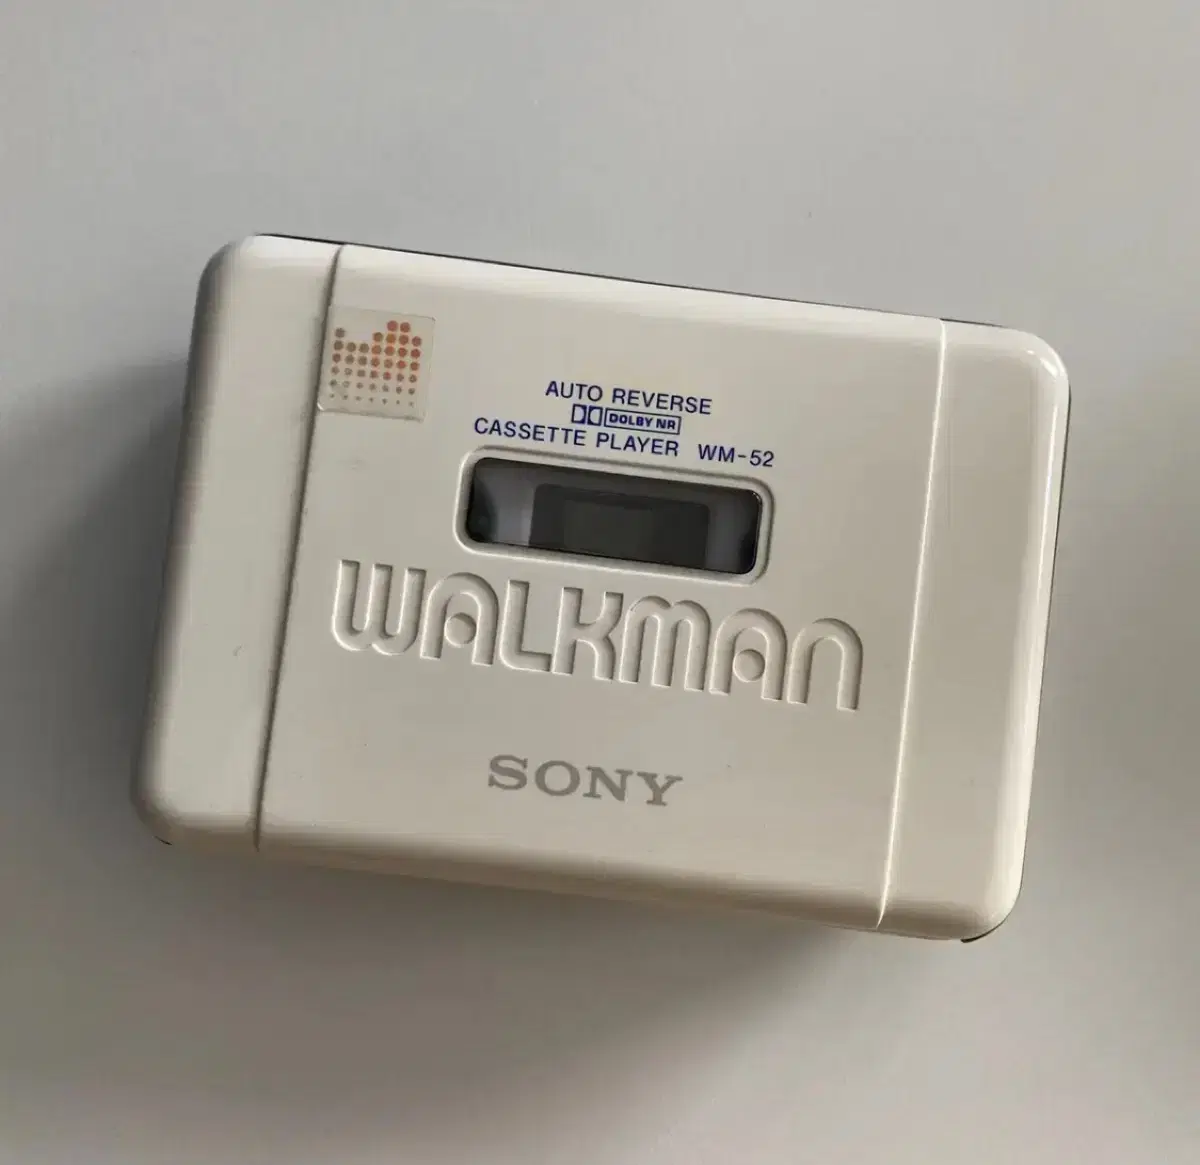 AUTO REVERSE
DOLBY NR
CASSETTE PLAYER WM-52
WALKMAN
SONY